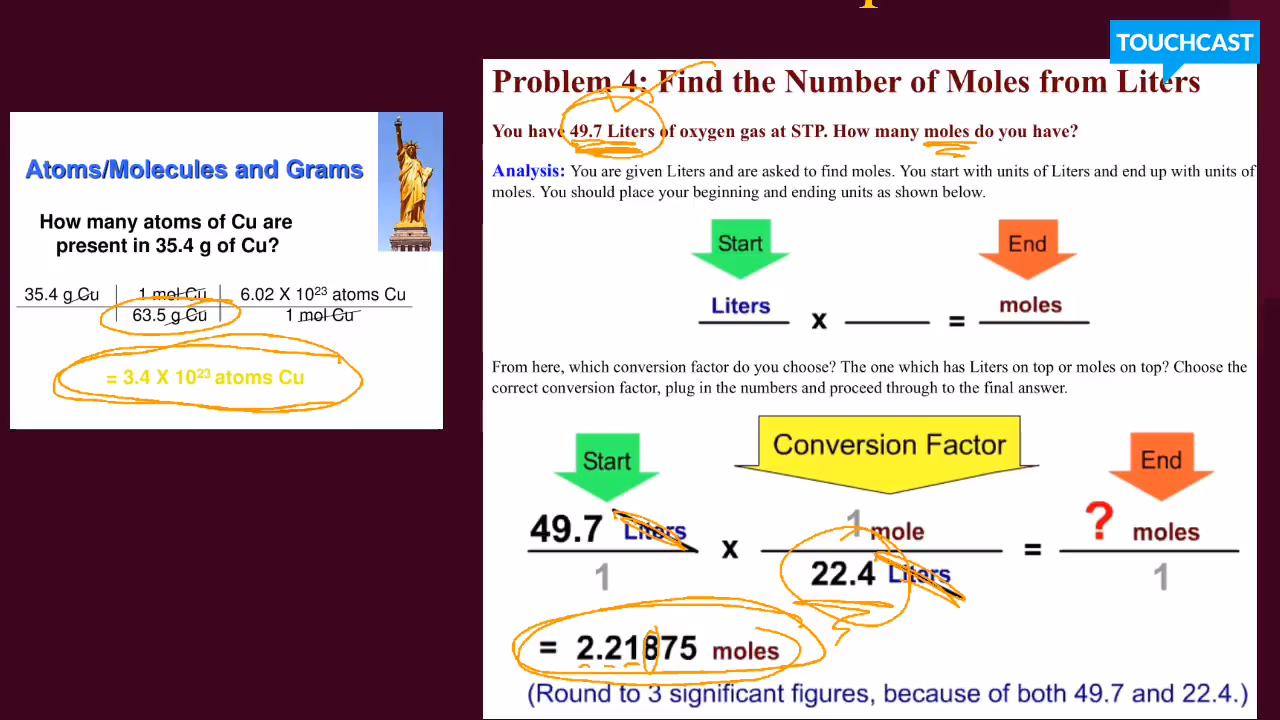 TOUCHCAST
Atoms/Molecules and Grams
How many atoms of Cu are
present in 35.4 g of Cu?
35.4 g Cu 1 mol Cu 6.02 X 10²³ atoms Cu
63.5 g Cu 1 mol Cu
= 3.4 X 10²³ atoms Cu
Problem 4: Find the Number of Moles from Liters
You have 49.7 Liters of oxygen gas at STP. How many moles do you have?
Analysis: You are given Liters and are asked to find moles. You start with units of Liters and end up with units of
moles. You should place your beginning and ending units as shown below.
Start End
Liters x = moles
From here, which conversion factor do you choose? The one which has Liters on top or moles on top? Choose the
correct conversion factor, plug in the numbers and proceed through to the final answer.
Start Conversion Factor End
49.7 Liters 1 mole ? moles
x =
1 22.4 Liters 1
= 2.21875 moles
(Round to 3 significant figures, because of both 49.7 and 22.4.)